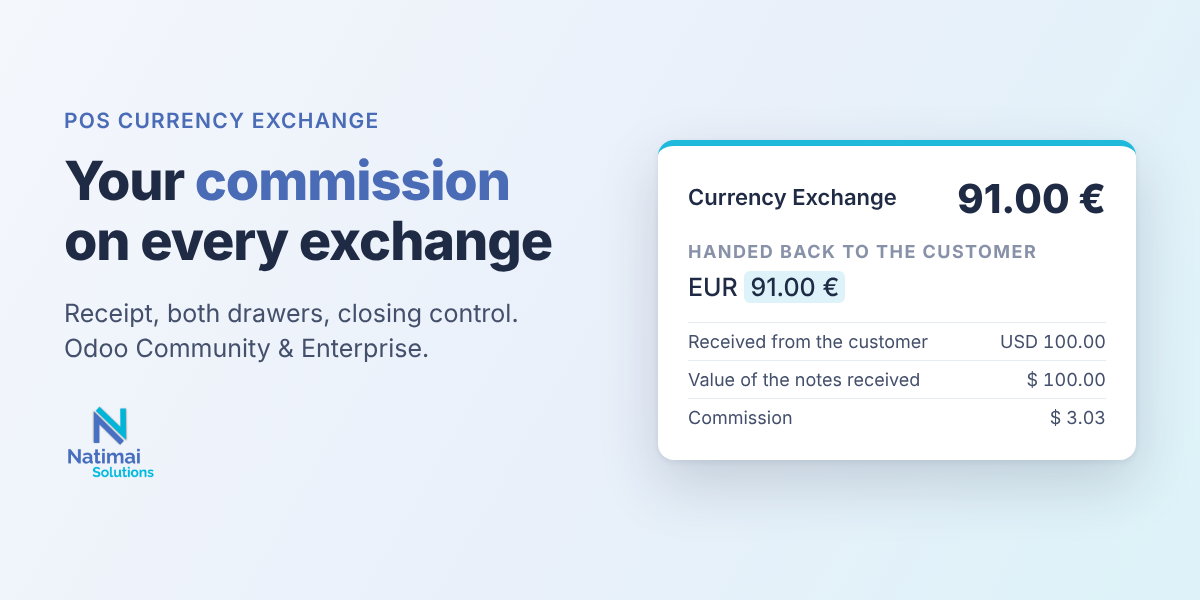 POS CURRENCY EXCHANGE
Your commission
on every exchange
Receipt, both drawers, closing control.
Odoo Community & Enterprise.
Natimai
Solutions
Currency Exchange 91.00 €
HANDED BACK TO THE CUSTOMER
EUR 91.00 €
Received from the customer USD 100.00
Value of the notes received $ 100.00
Commission $ 3.03